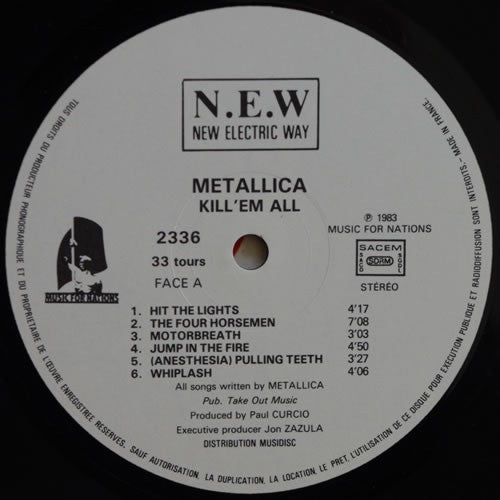 N.E.W
NEW ELECTRIC WAY
METALLICA
KILL'EM ALL
2336
33 tours
FACE A
℗ 1983
MUSIC FOR NATIONS
SACEM
SACD
SDRM
SGDL
STÉRÉO
MUSIC FOR NATIONS
1. HIT THE LIGHTS 4'17
2. THE FOUR HORSEMEN 7'08
3. MOTORBREATH 3'03
4. JUMP IN THE FIRE 4'50
5. (ANESTHESIA) PULLING TEETH 3'27
6. WHIPLASH 4'06
All songs written by METALLICA
Pub. Take Out Music
Produced by Paul CURCIO
Executive producer Jon ZAZULA
DISTRIBUTION MUSIDISC
TOUS DROITS DU PRODUCTEUR PHONOGRAPHIQUE ET DU PROPRIETAIRE DE L'ŒUVRE ENREGISTREE RESERVES. SAUF AUTORISATION, LA DUPLICATION, LA LOCATION, LE PRET, L'UTILISATION DE CE DISQUE POUR EXECUTION PUBLIQUE ET RADIODIFFUSION SONT INTERDITS. - MADE IN FRANCE.